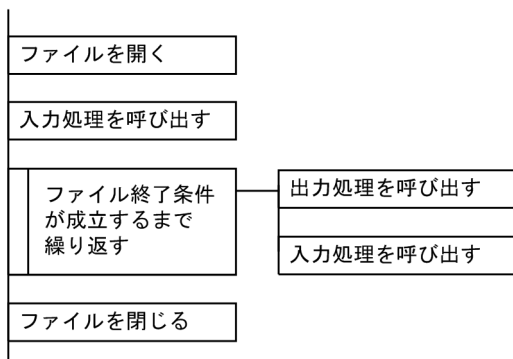 ファイルを開く
入力処理を呼び出す
ファイル終了条件
が成立するまで
繰り返す
出力処理を呼び出す
入力処理を呼び出す
ファイルを閉じる